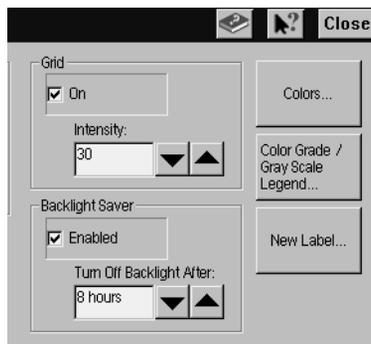 Close
Grid
On
Intensity:
30
Backlight Saver
Enabled
Turn Off Backlight After:
8 hours
Colors...
Color Grade /
Gray Scale
Legend...
New Label...